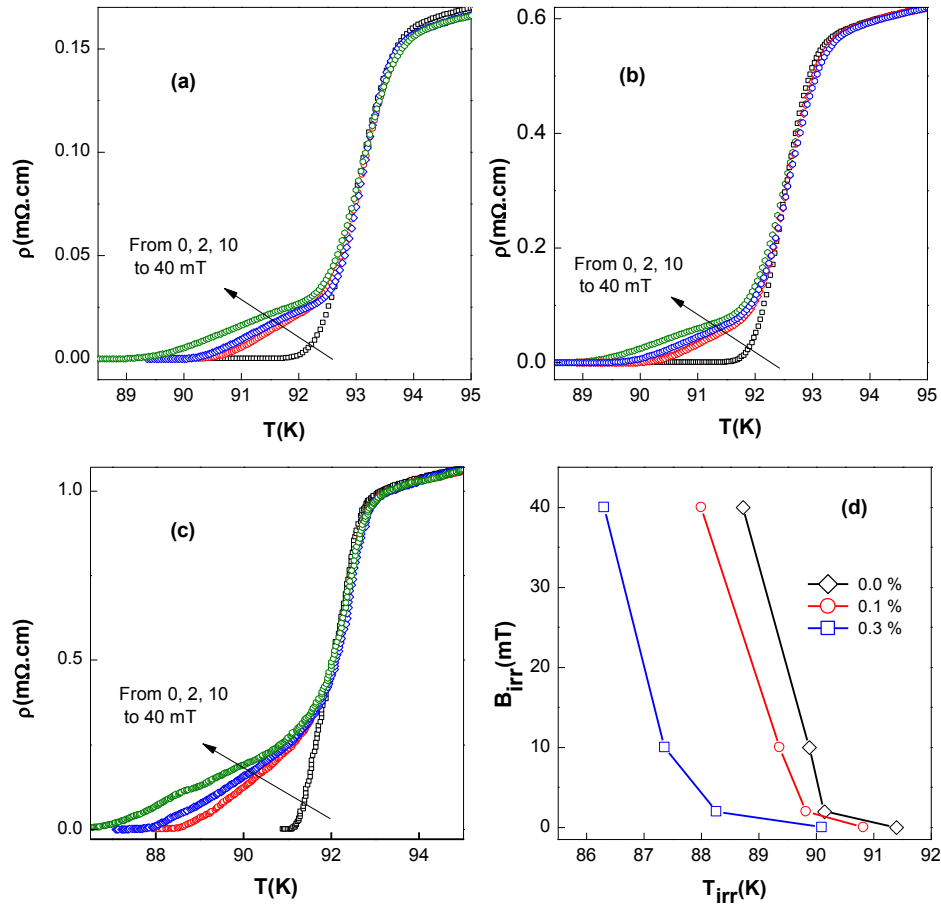 (a)
0.15
0.10
0.05
0.00
ρ(mΩ.cm)
From 0, 2, 10
to 40 mT
89 90 91 92 93 94 95
T(K)
(b)
0.6
0.4
0.2
0.0
ρ(mΩ.cm)
From 0, 2, 10
to 40 mT
89 90 91 92 93 94 95
T(K)
(c)
1.0
0.5
0.0
ρ(mΩ.cm)
From 0, 2, 10
to 40 mT
88 90 92 94
T(K)
(d)
40
30
20
10
0
B_irr(mT)
0.0 %
0.1 %
0.3 %
86 87 88 89 90 91 92
T_irr(K)